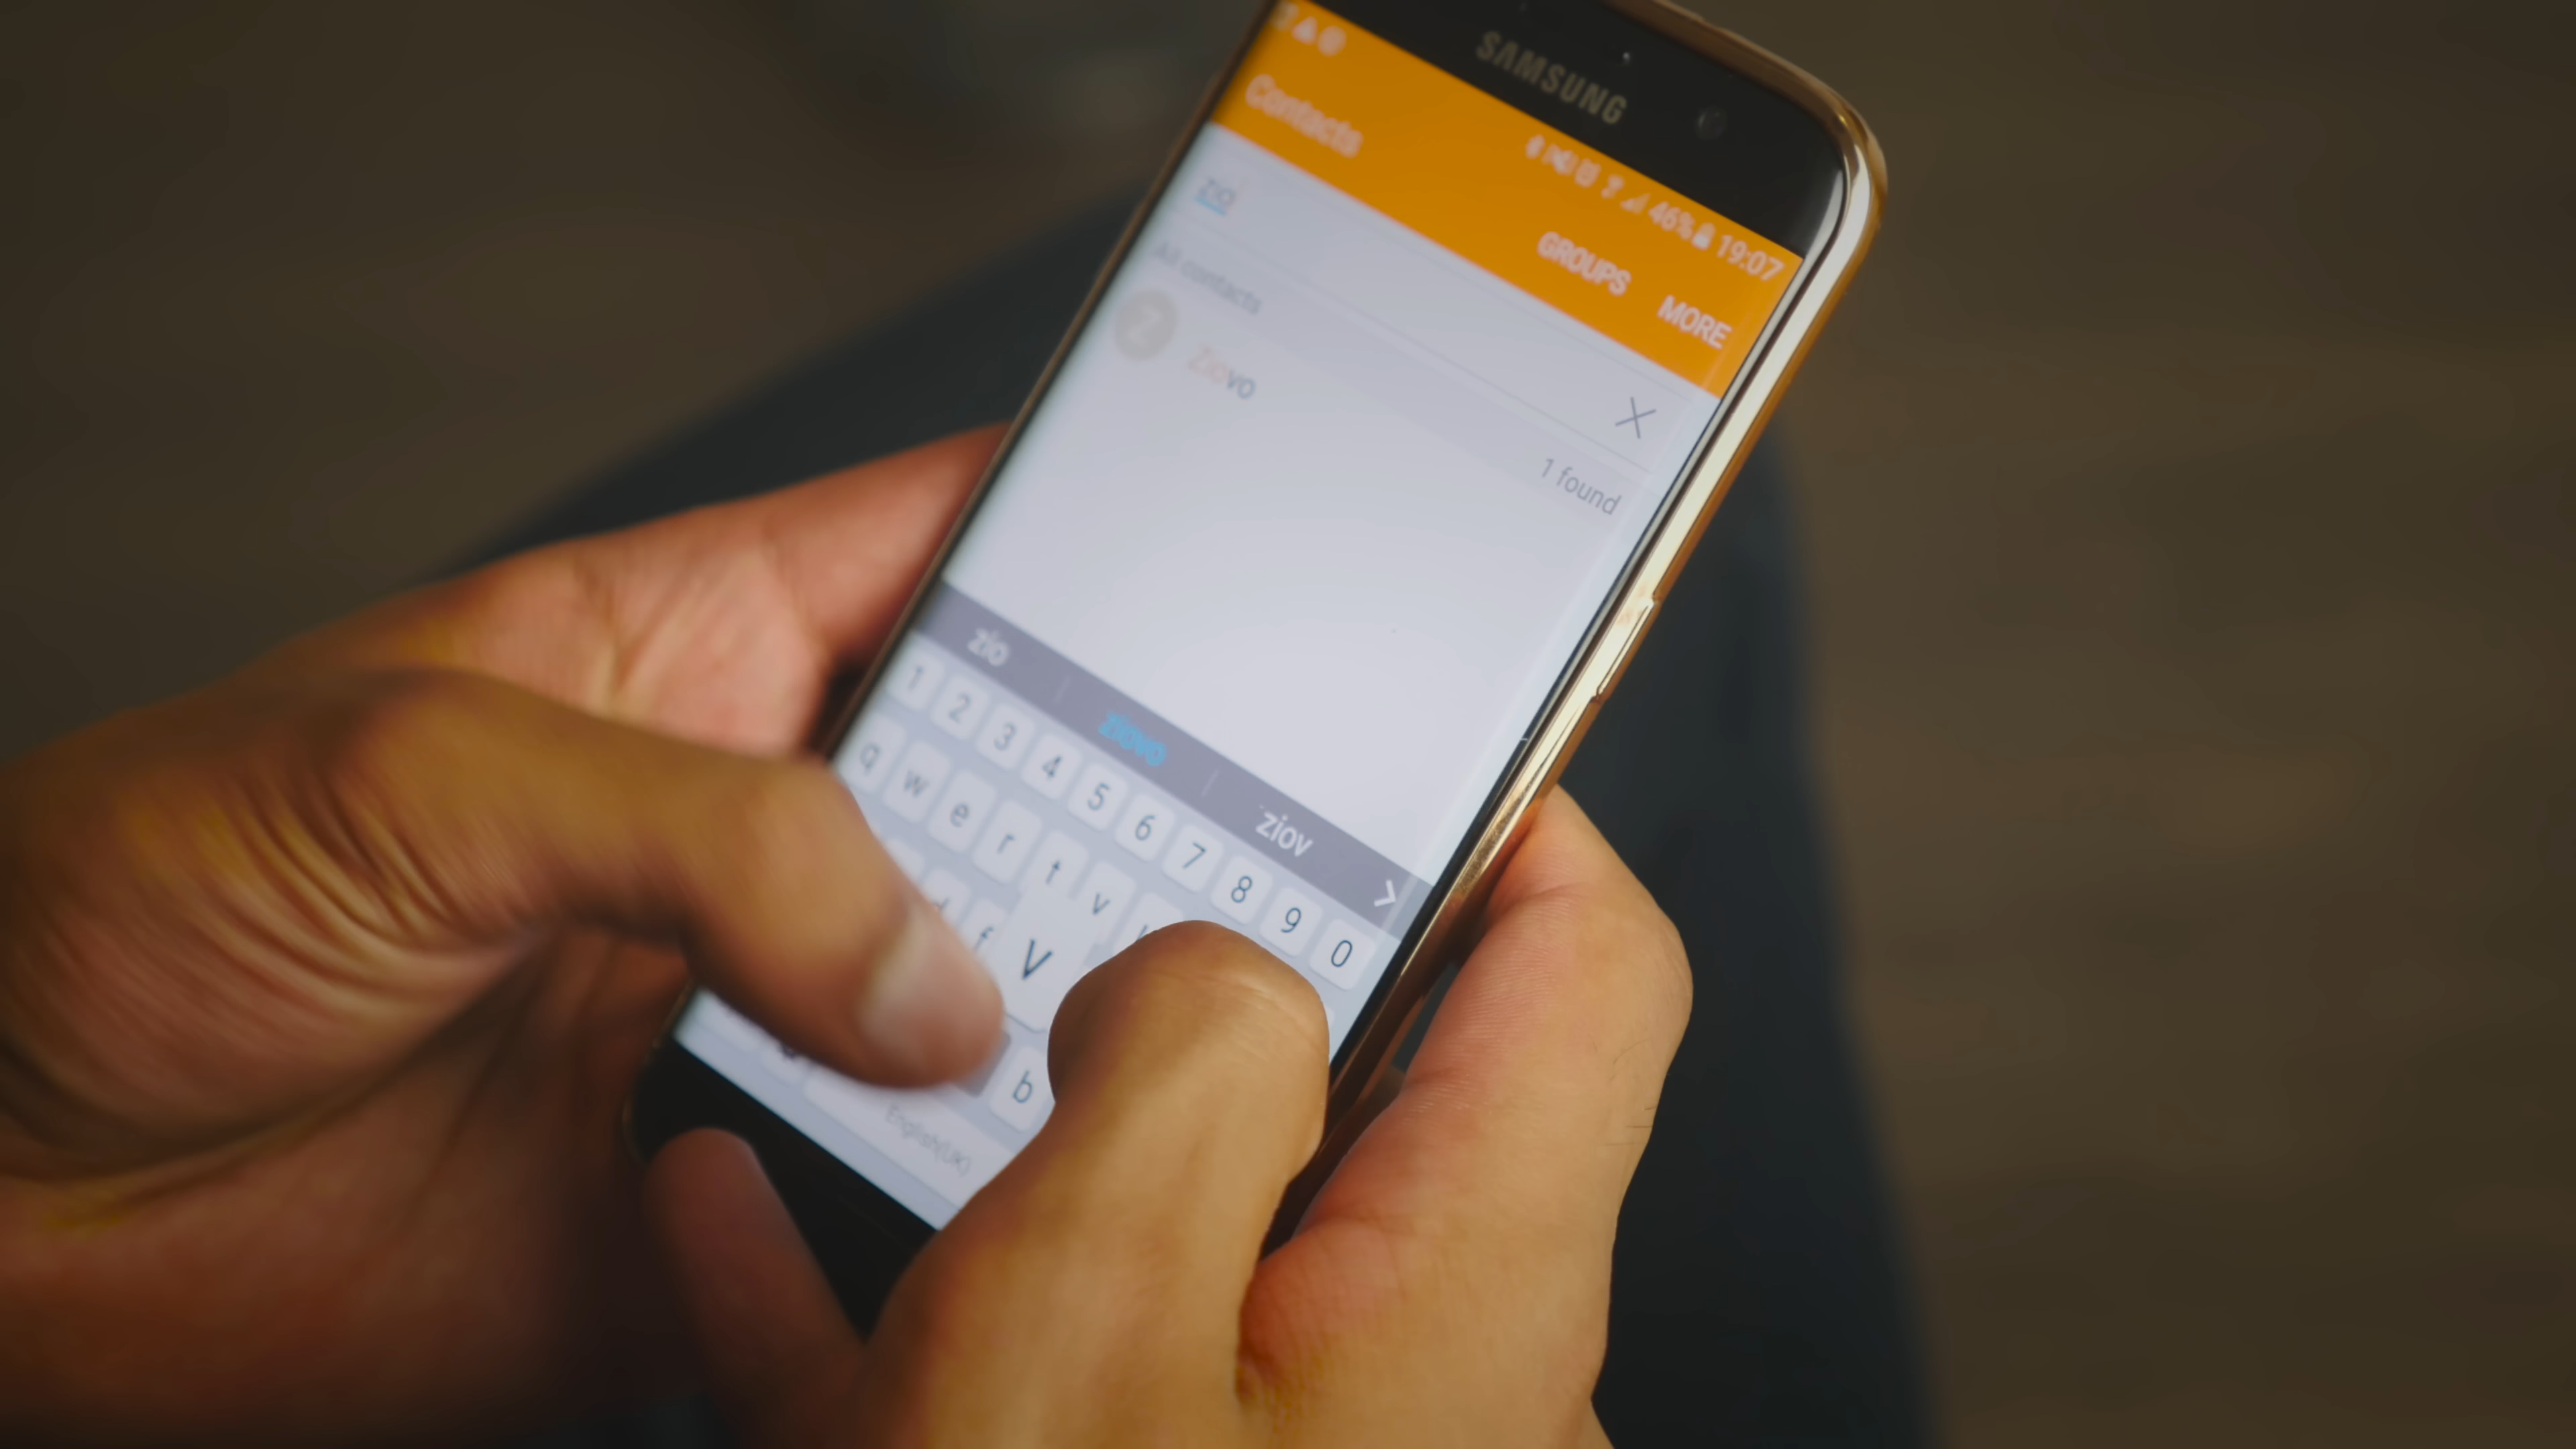 SAMSUNG
46% 19:07
Contacts
GROUPS MORE
zio
All contacts
1 found
Z Ziovo
zio ziovo ziov
1 2 3 4 5 6 7 8 9 0
q w e r t y
d f
V
b
English(UK)